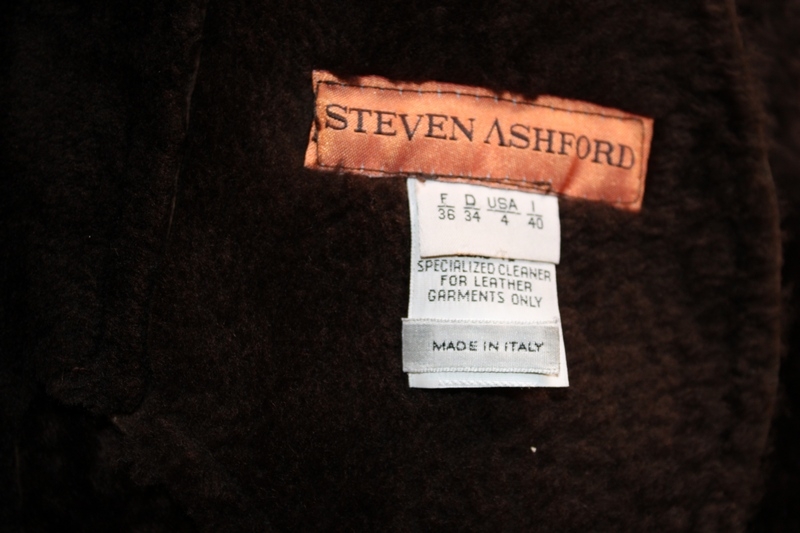 STEVEN ASHFORD
F D USA I
36 34 4 40
SPECIALIZED CLEANER
FOR LEATHER
GARMENTS ONLY
MADE IN ITALY